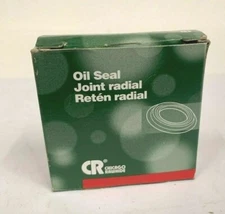 Oil Seal
Joint radial
Retén radial
CR CHICAGO
RAWHIDE